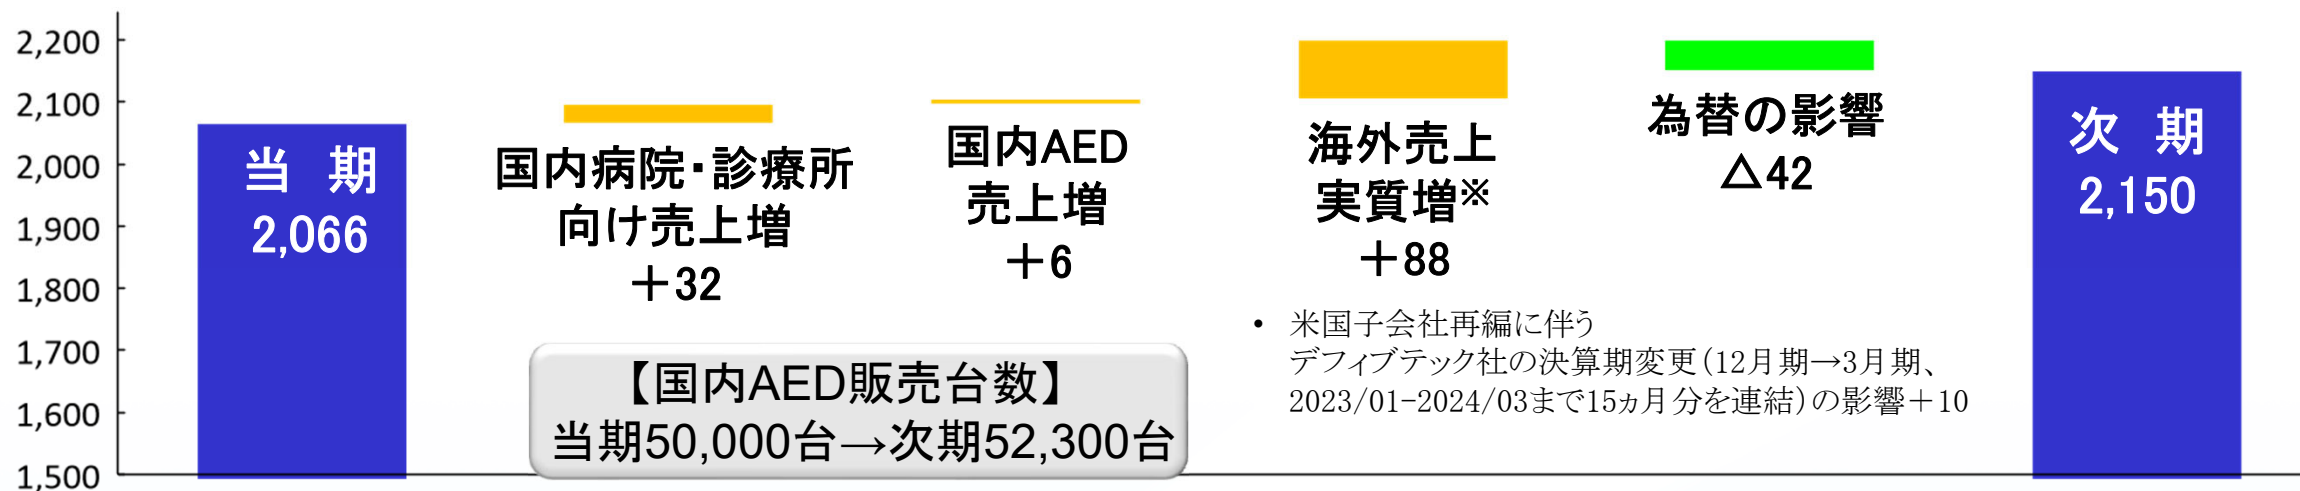 2,200
2,100
2,000
1,900
1,800
1,700
1,600
1,500
当 期
2,066
国内病院・診療所
向け売上増
＋32
国内AED
売上増
＋6
海外売上
実質増※
＋88
為替の影響
△42
次 期
2,150
【国内AED販売台数】
当期50,000台→次期52,300台
• 米国子会社再編に伴う
デフィブテック社の決算期変更（12月期→3月期、
2023/01-2024/03まで15ヵ月分を連結）の影響＋10